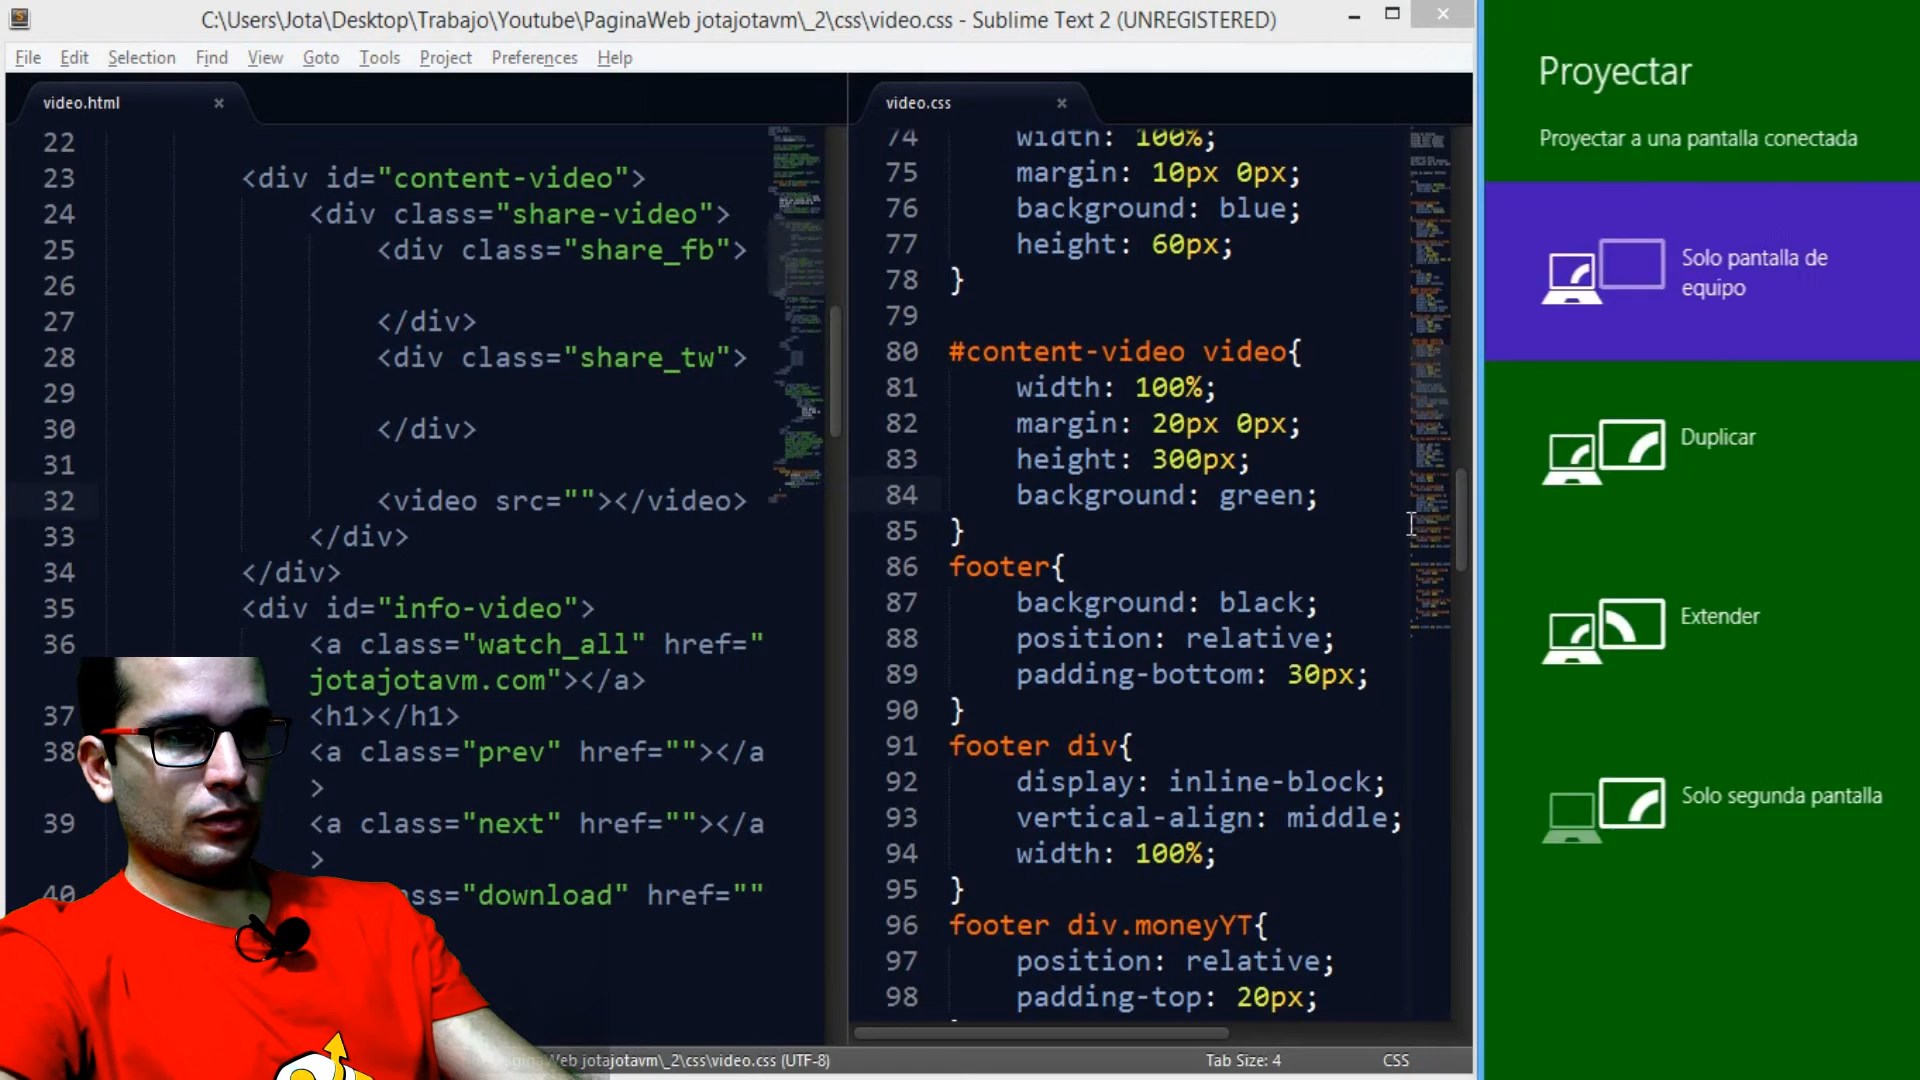 C:\Users\Jota\Desktop\Trabajo\Youtube\PaginaWeb jotajotavm\_2\css\video.css - Sublime Text 2 (UNREGISTERED)
File Edit Selection Find View Goto Tools Project Preferences Help
video.html
22
23 <div id="content-video">
24 <div class="share-video">
25 <div class="share_fb">
26
27 </div>
28 <div class="share_tw">
29
30 </div>
31
32 <video src=""></video>
33 </div>
34 </div>
35 <div id="info-video">
36 <a class="watch_all" href="
jotajotavm.com"></a>
37 <h1></h1>
38 <a class="prev" href=""></a
>
39 <a class="next" href=""></a
>
40 ss="download" href=""
video.css
74 width: 100%;
75 margin: 10px 0px;
76 background: blue;
77 height: 60px;
78 }
79
80 #content-video video{
81 width: 100%;
82 margin: 20px 0px;
83 height: 300px;
84 background: green;
85 }
86 footer{
87 background: black;
88 position: relative;
89 padding-bottom: 30px;
90 }
91 footer div{
92 display: inline-block;
93 vertical-align: middle;
94 width: 100%;
95 }
96 footer div.moneyYT{
97 position: relative;
98 padding-top: 20px;
Web jotajotavm\_2\css\video.css (UTF-8) Tab Size: 4 CSS
Proyectar
Proyectar a una pantalla conectada
Solo pantalla de
equipo
Duplicar
Extender
Solo segunda pantalla